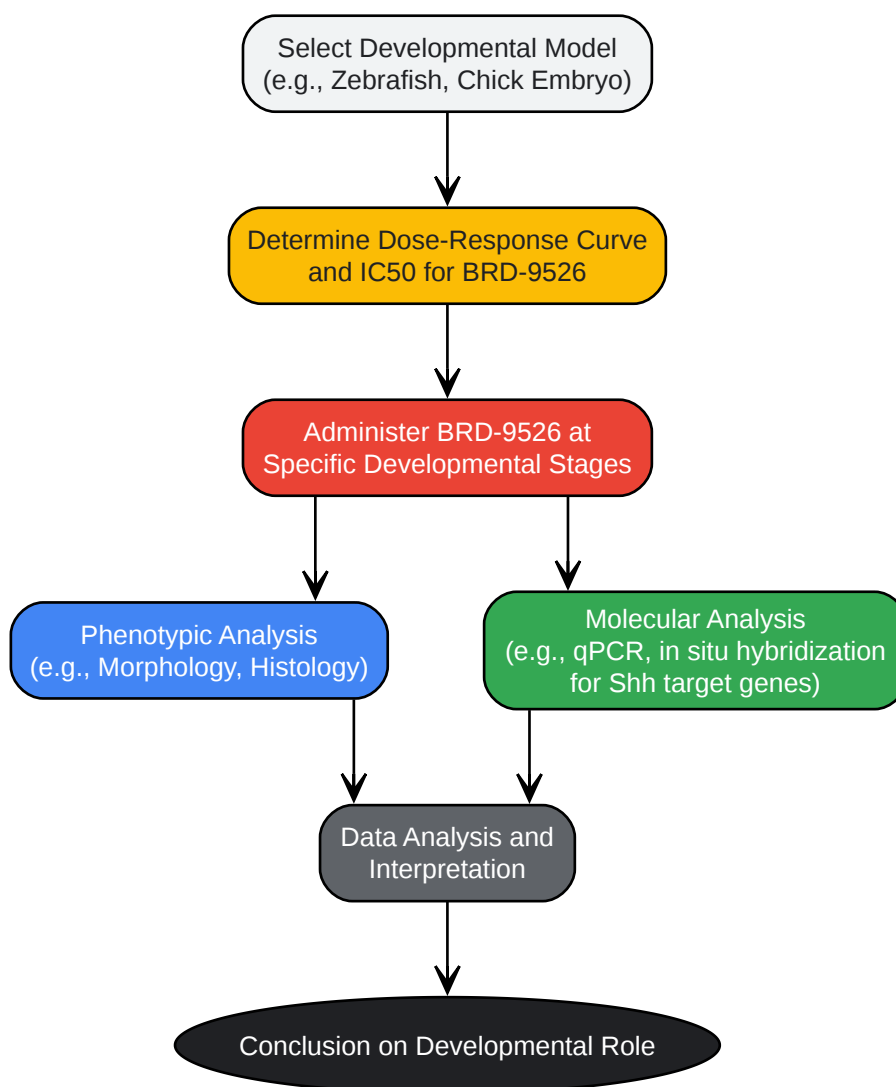 Select Developmental Model
(e.g., Zebrafish, Chick Embryo)
Determine Dose-Response Curve
and IC50 for BRD-9526
Administer BRD-9526 at
Specific Developmental Stages
Phenotypic Analysis
(e.g., Morphology, Histology)
Molecular Analysis
(e.g., qPCR, in situ hybridization
for Shh target genes)
Data Analysis and
Interpretation
Conclusion on Developmental Role